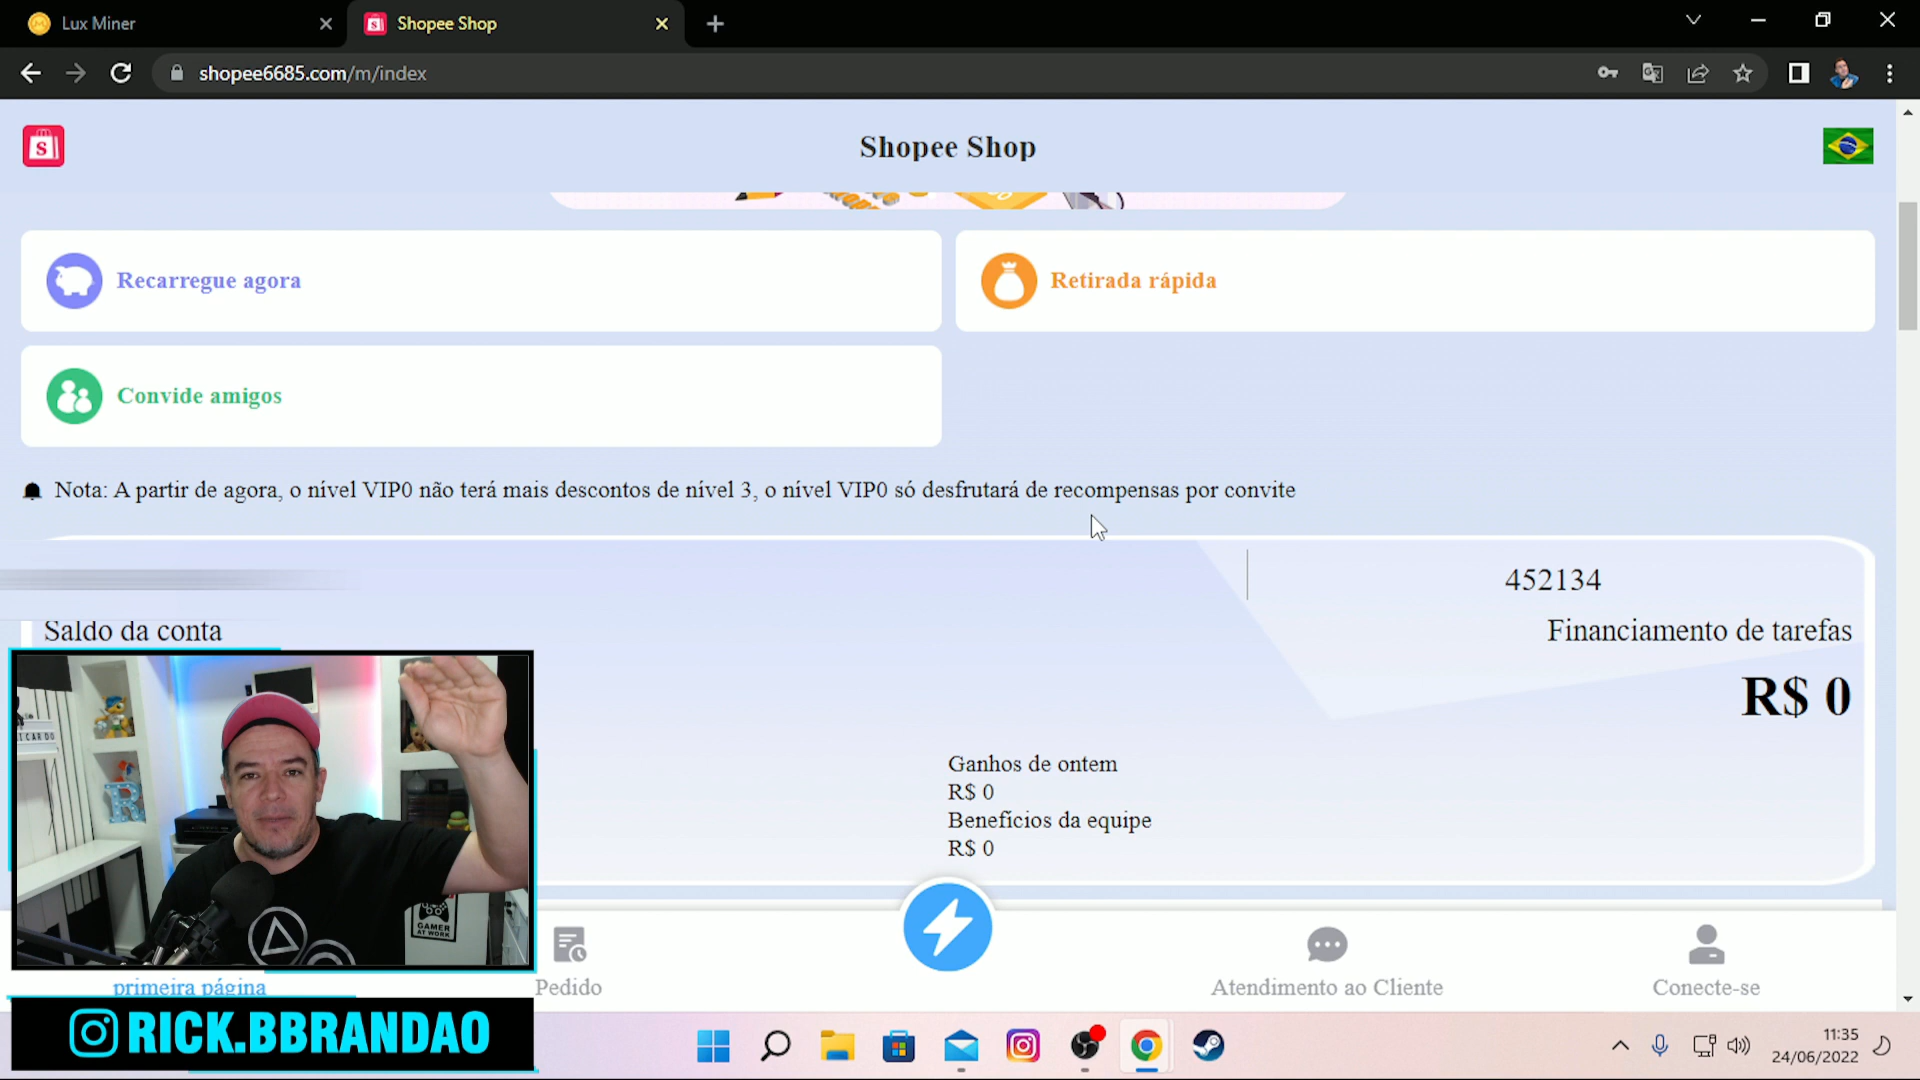 Lux Miner
Shopee Shop
shopee6685.com/m/index
S
Shopee Shop
Recarregue agora
Retirada rápida
Convide amigos
Nota: A partir de agora, o nível VIP0 não terá mais descontos de nível 3, o nível VIP0 só desfrutará de recompensas por convite
452134
Saldo da conta
Financiamento de tarefas
R$ 0
Ganhos de ontem
R$ 0
Benefícios da equipe
R$ 0
R
GAMER
AT WORK
primeira página
Pedido
Atendimento ao Cliente
Conecte-se
RICK.BBRANDAO
11:35
24/06/2022